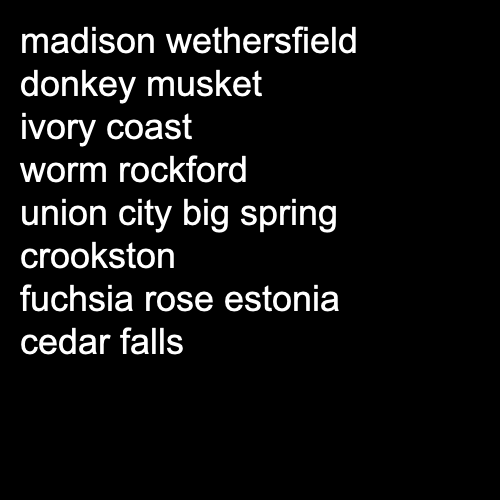 madison wethersfield
donkey musket
ivory coast
worm rockford
union city big spring
crookston
fuchsia rose estonia
cedar falls